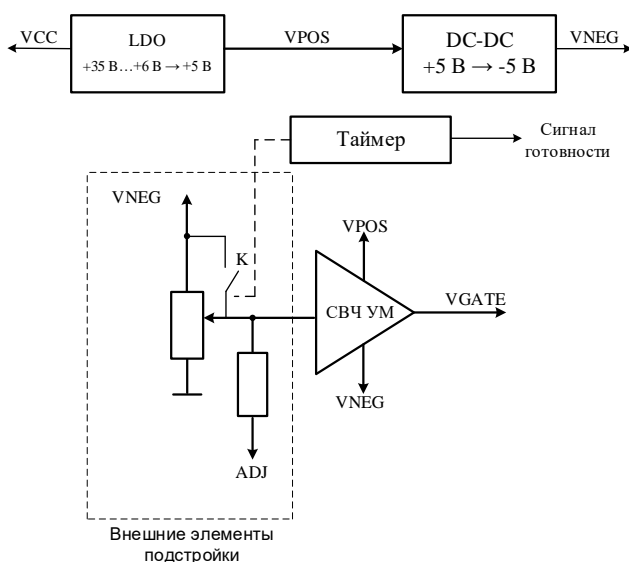 VCC
LDO
+35 В...+6 В → +5 В
VPOS
DC-DC
+5 В → -5 В
VNEG
Таймер
Сигнал
готовности
VNEG
K
VPOS
СВЧ УМ
VGATE
VNEG
ADJ
Внешние элементы
подстройки